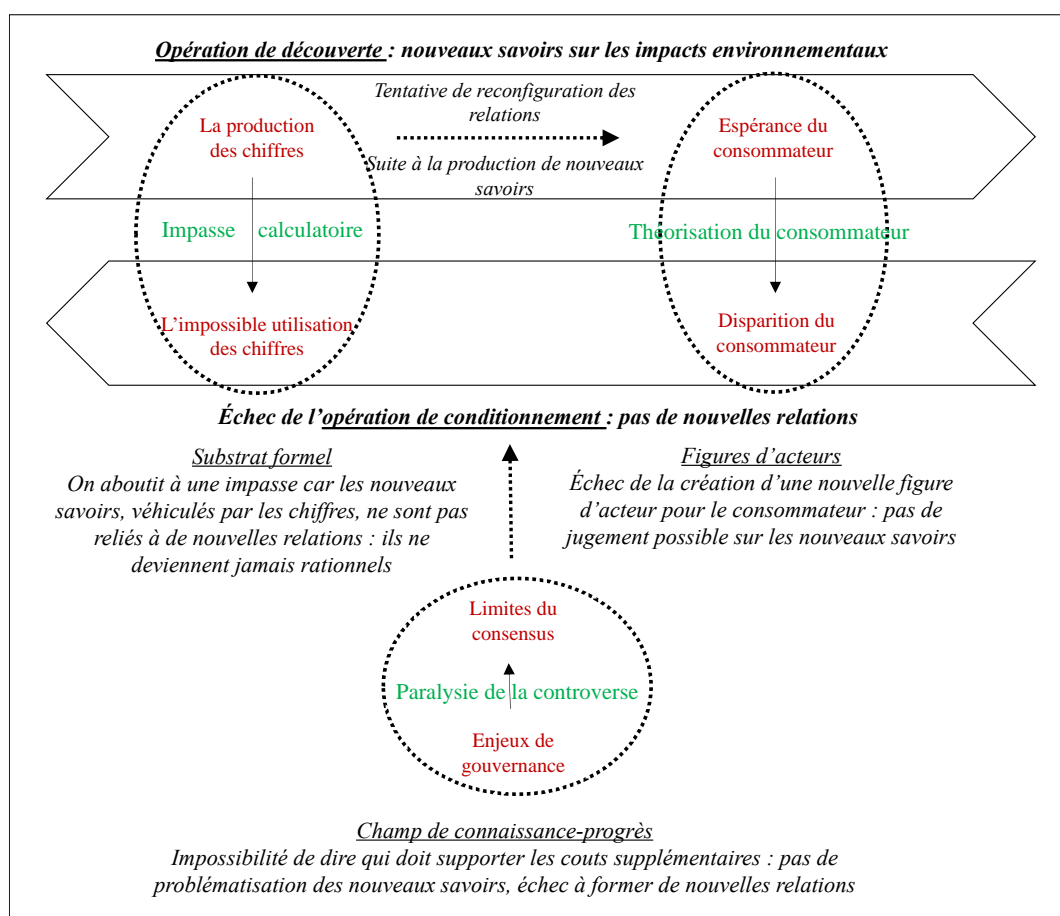 Opération de découverte : nouveaux savoirs sur les impacts environnementaux
Tentative de reconfiguration des
relations
La production
des chiffres
Espérance du
consommateur
Suite à la production de nouveaux
savoirs
Impasse calculatoire
Théorisation du consommateur
L'impossible utilisation
des chiffres
Disparition du
consommateur
Échec de l'opération de conditionnement : pas de nouvelles relations
Substrat formel
On aboutit à une impasse car les nouveaux
savoirs, véhiculés par les chiffres, ne sont pas
reliés à de nouvelles relations : ils ne
deviennent jamais rationnels
Figures d'acteurs
Échec de la création d'une nouvelle figure
d'acteur pour le consommateur : pas de
jugement possible sur les nouveaux savoirs
Limites du
consensus
Paralysie de la controverse
Enjeux de
gouvernance
Champ de connaissance-progrès
Impossibilité de dire qui doit supporter les couts supplémentaires : pas de
problématisation des nouveaux savoirs, échec à former de nouvelles relations